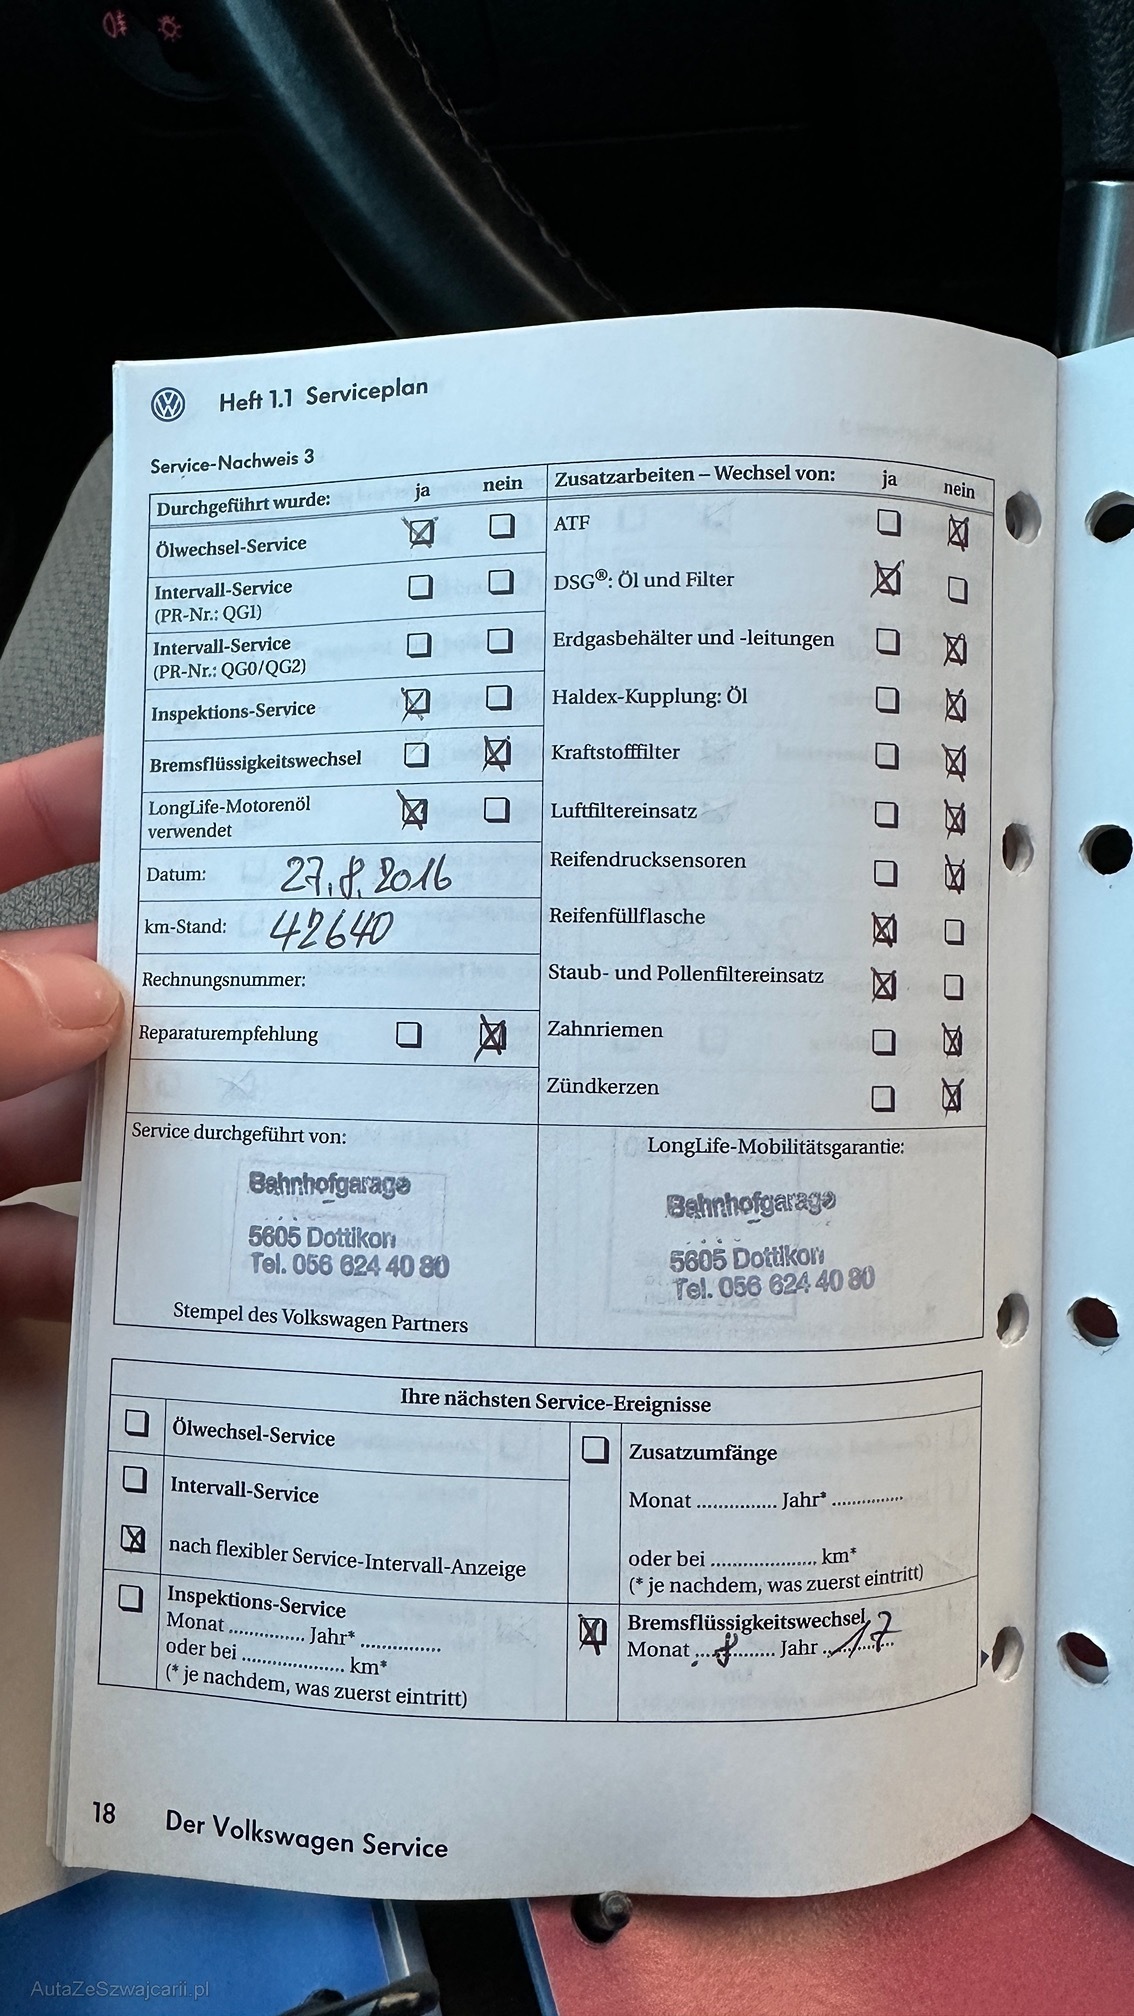 Heft 1.1 Serviceplan
Service-Nachweis 3
Durchgeführt wurde: ja nein
Ölwechsel-Service
Intervall-Service
(PR-Nr.: QG1)
Intervall-Service
(PR-Nr.: QG0/QG2)
Inspektions-Service
Bremsflüssigkeitswechsel
LongLife-Motorenöl
verwendet
Datum: 27.8.2016
km-Stand: 42640
Rechnungsnummer:
Reparaturempfehlung
Zusatzarbeiten – Wechsel von: ja nein
ATF
DSG®: Öl und Filter
Erdgasbehälter und -leitungen
Haldex-Kupplung: Öl
Kraftstofffilter
Luftfiltereinsatz
Reifendrucksensoren
Reifenfüllflasche
Staub- und Pollenfiltereinsatz
Zahnriemen
Zündkerzen
Service durchgeführt von:
Bahnhofgarage
5605 Dottikon
Tel. 056 624 40 80
Stempel des Volkswagen Partners
LongLife-Mobilitätsgarantie:
Bahnhofgarage
5605 Dottikon
Tel. 056 624 40 80
Ihre nächsten Service-Ereignisse
Ölwechsel-Service
Intervall-Service
nach flexibler Service-Intervall-Anzeige
Inspektions-Service
Monat .............. Jahr* ...............
oder bei .................... km*
(* je nachdem, was zuerst eintritt)
Zusatzumfänge
Monat ............... Jahr* ..............
oder bei .................... km*
(* je nachdem, was zuerst eintritt)
Bremsflüssigkeitswechsel
Monat 8 Jahr 17
18 Der Volkswagen Service
AutaZeSzwajcarii.pl